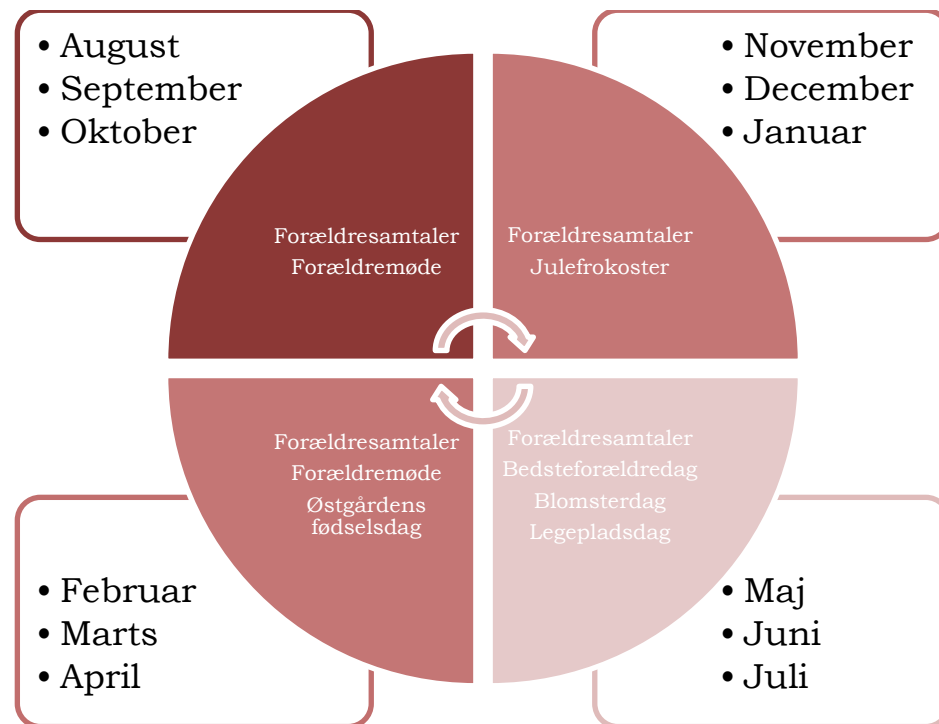 • August
• September
• Oktober
• November
• December
• Januar
Forældresamtaler
Forældremøde
Forældresamtaler
Julefrokoster
Forældresamtaler
Forældremøde
Østgårdens
fødselsdag
Forældresamtaler
Bedsteforældredag
Blomsterdag
Legepladsdag
• Februar
• Marts
• April
• Maj
• Juni
• Juli